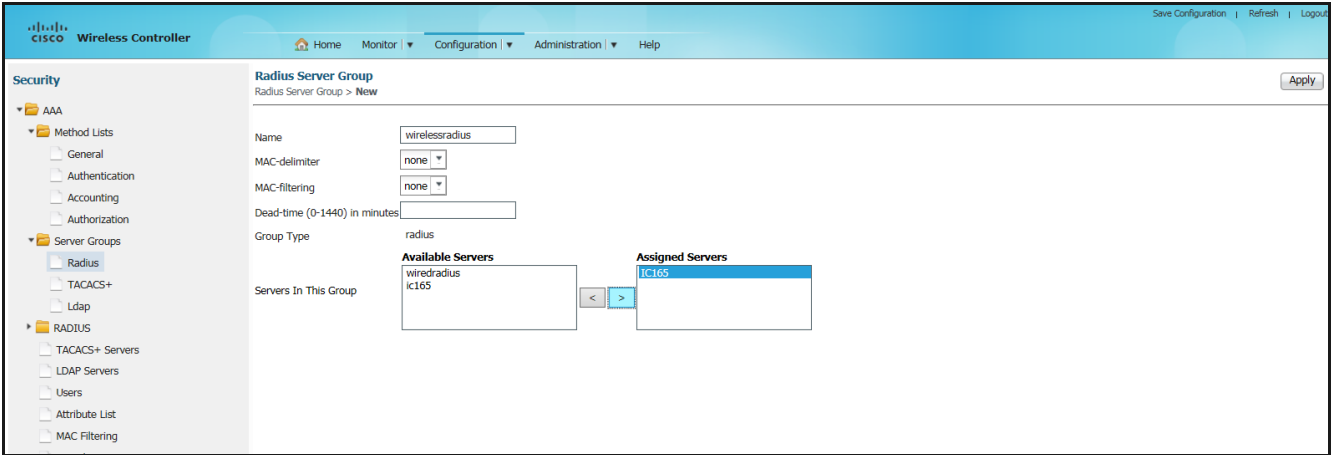 Save Configuration | Refresh | Logout
CISCO Wireless Controller
Home Monitor | ▼ Configuration | ▼ Administration | ▼ Help
Security
Radius Server Group
Apply
Radius Server Group > New
AAA
Method Lists
General
Authentication
Accounting
Authorization
Server Groups
Radius
TACACS+
Ldap
RADIUS
TACACS+ Servers
LDAP Servers
Users
Attribute List
MAC Filtering
Name wirelessradius
MAC-delimiter none
MAC-filtering none
Dead-time (0-1440) in minutes
Group Type radius
Available Servers Assigned Servers
Servers In This Group
wiredradius
ic165
< >
IC165